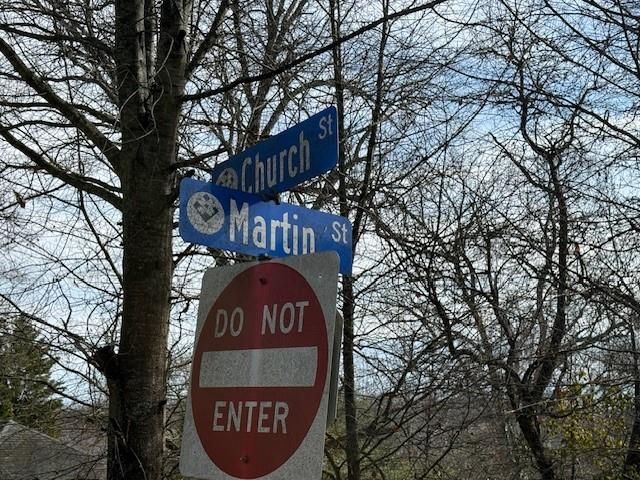 Church St
Martin St
DO NOT
ENTER